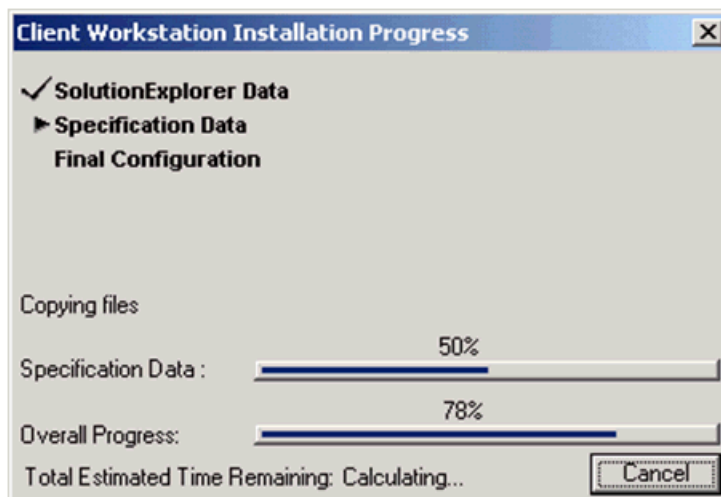 Client Workstation Installation Progress
SolutionExplorer Data
Specification Data
Final Configuration
Copying files
50%
Specification Data :
78%
Overall Progress:
Total Estimated Time Remaining: Calculating...
Cancel